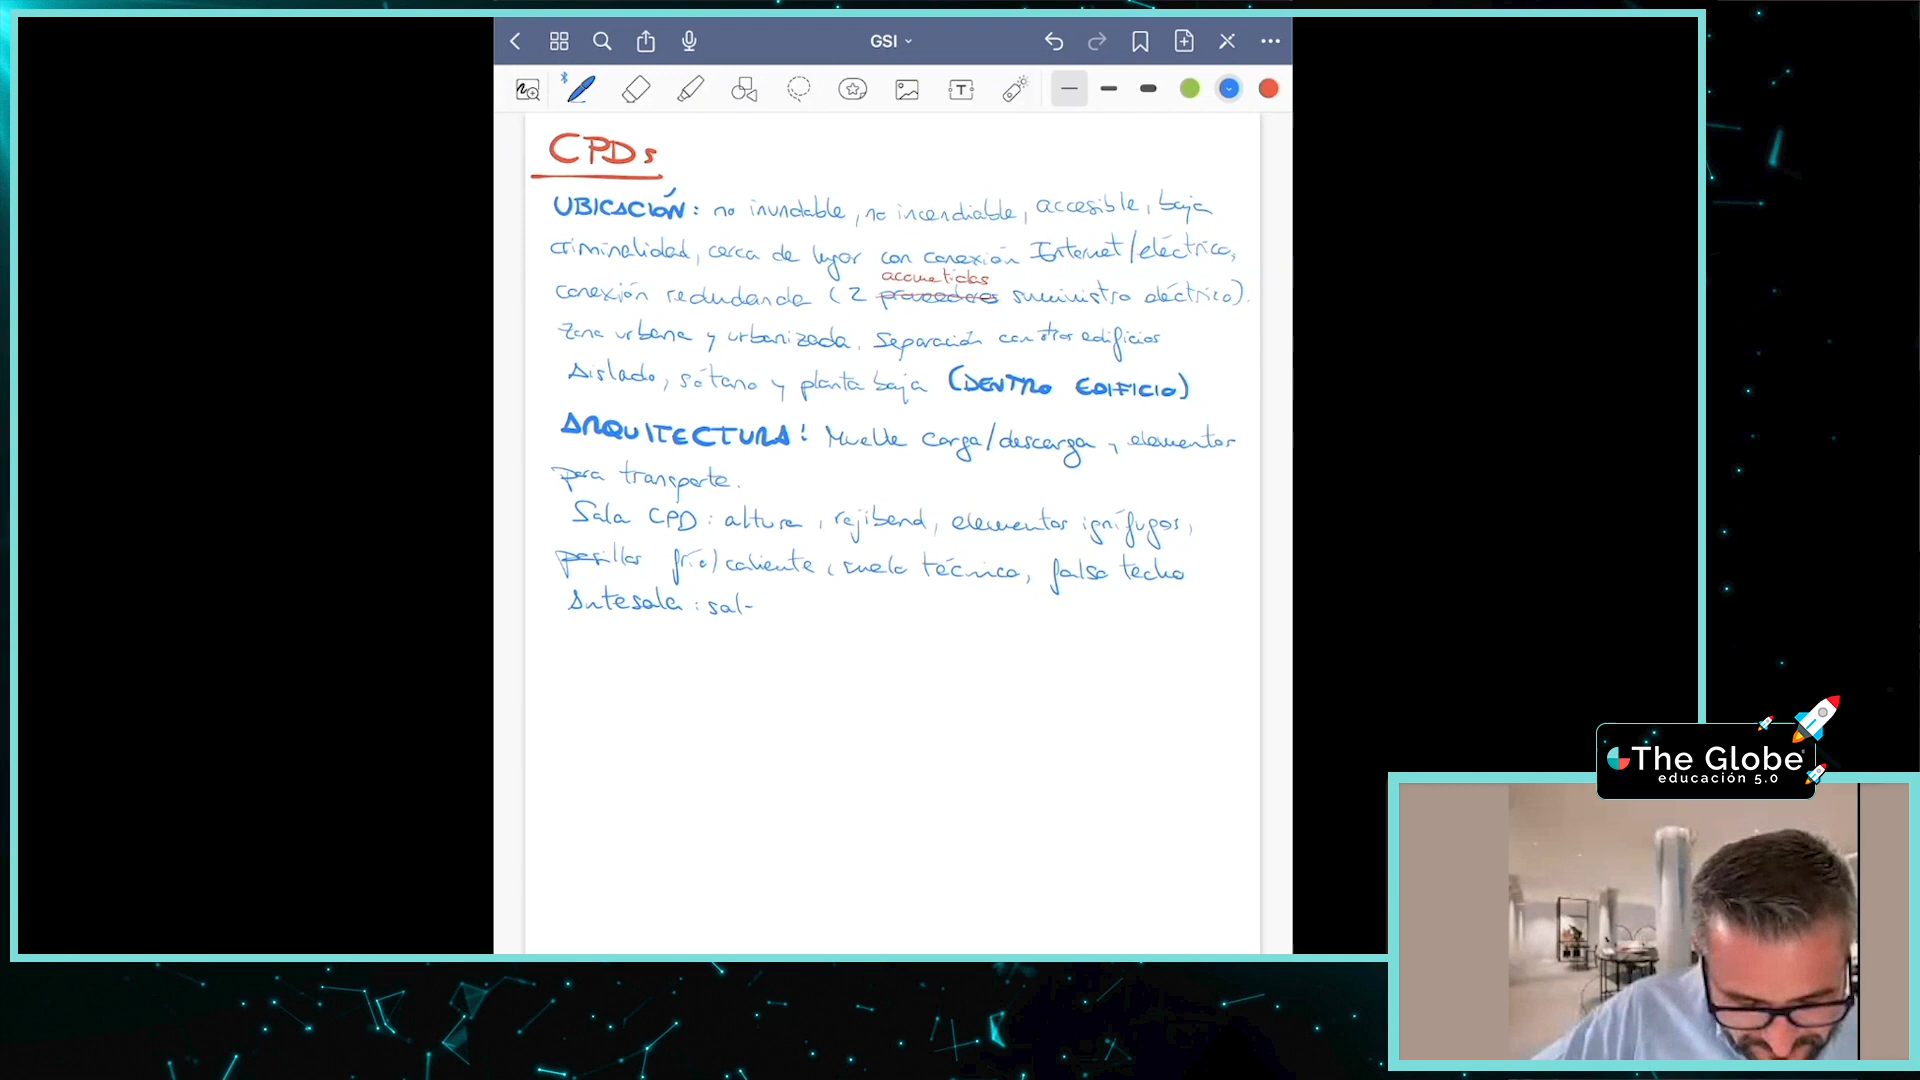 GSI
CPDs
UBICACIÓN: no inundable, no incendiable, accesible, baja
criminalidad, cerca de lugar con conexión Internet/eléctrica,
acometidas
conexión redundande (2 proveedores suministro eléctrico).
Zona urbana y urbanizada. Separación con otros edificios
Aislado, sótano y planta baja (DENTRO EDIFICIO)
ARQUITECTURA: Muelle carga/descarga y elementos
para transporte.
Sala CPD: altura, rejiband, elementos ignífugos,
pasillos frío/caliente, suelo técnico, falso techo
Antesala: sal
The Globe
educación 5.0